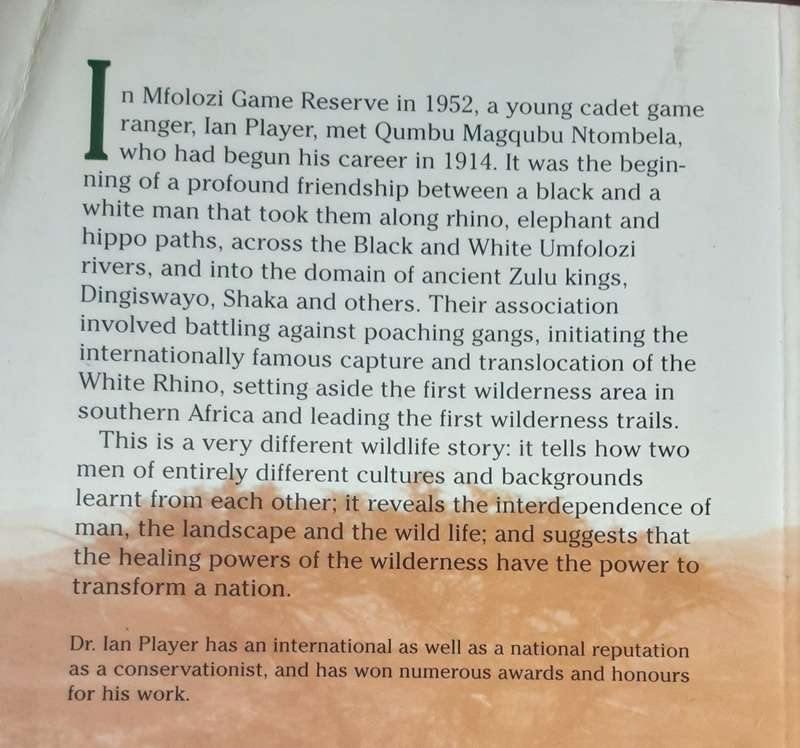 In Mfolozi Game Reserve in 1952, a young cadet game
ranger, Ian Player, met Qumbu Magqubu Ntombela,
who had begun his career in 1914. It was the begin-
ning of a profound friendship between a black and a
white man that took them along rhino, elephant and
hippo paths, across the Black and White Umfolozi
rivers, and into the domain of ancient Zulu kings,
Dingiswayo, Shaka and others. Their association
involved battling against poaching gangs, initiating the
internationally famous capture and translocation of the
White Rhino, setting aside the first wilderness area in
southern Africa and leading the first wilderness trails.
This is a very different wildlife story: it tells how two
men of entirely different cultures and backgrounds
learnt from each other; it reveals the interdependence of
man, the landscape and the wild life; and suggests that
the healing powers of the wilderness have the power to
transform a nation.
Dr. Ian Player has an international as well as a national reputation
as a conservationist, and has won numerous awards and honours
for his work.